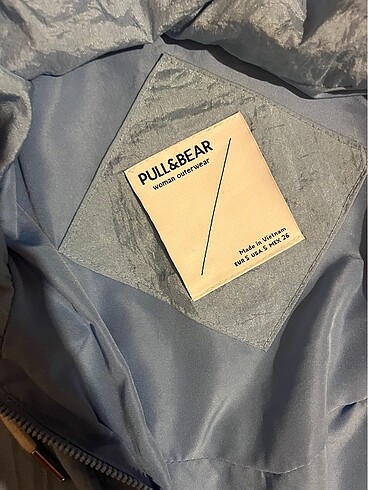 PULL&BEAR
woman outerwear
Made in Vietnam
EUR S USA S MEX 26